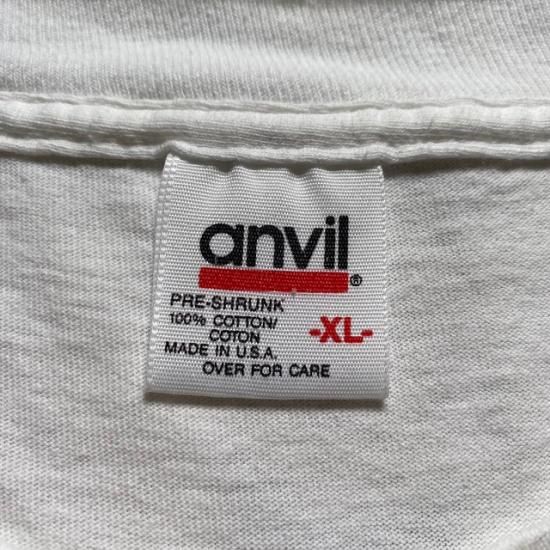 anvil®
PRE-SHRUNK
100% COTTON/
COTON
-XL-
MADE IN U.S.A.
OVER FOR CARE